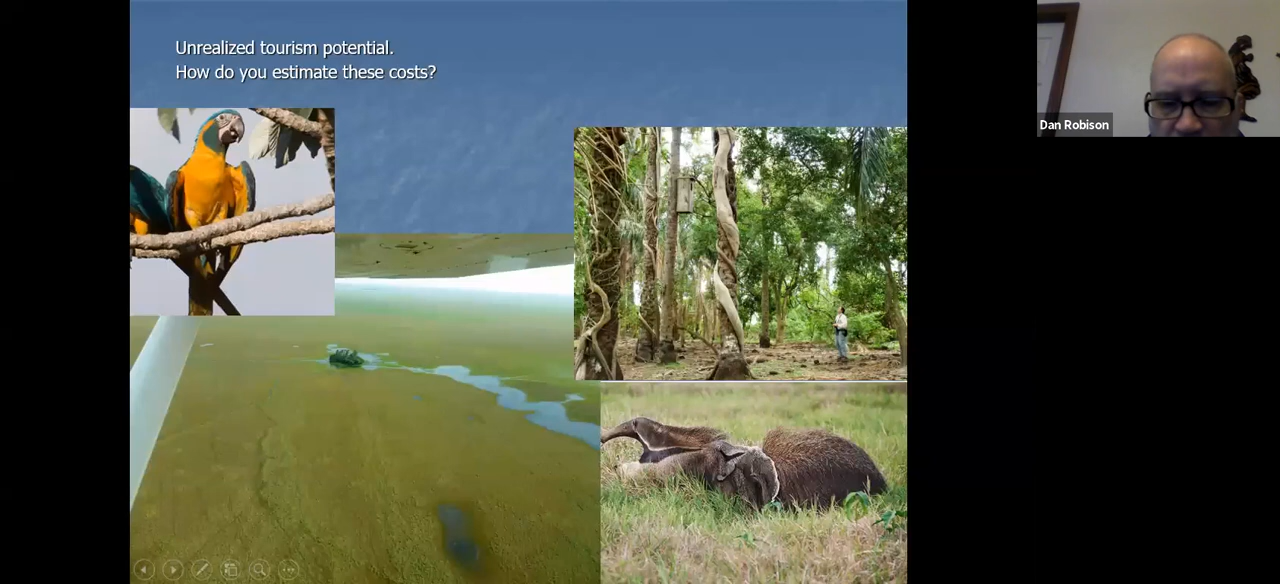 Unrealized tourism potential.
How do you estimate these costs?
Dan Robison